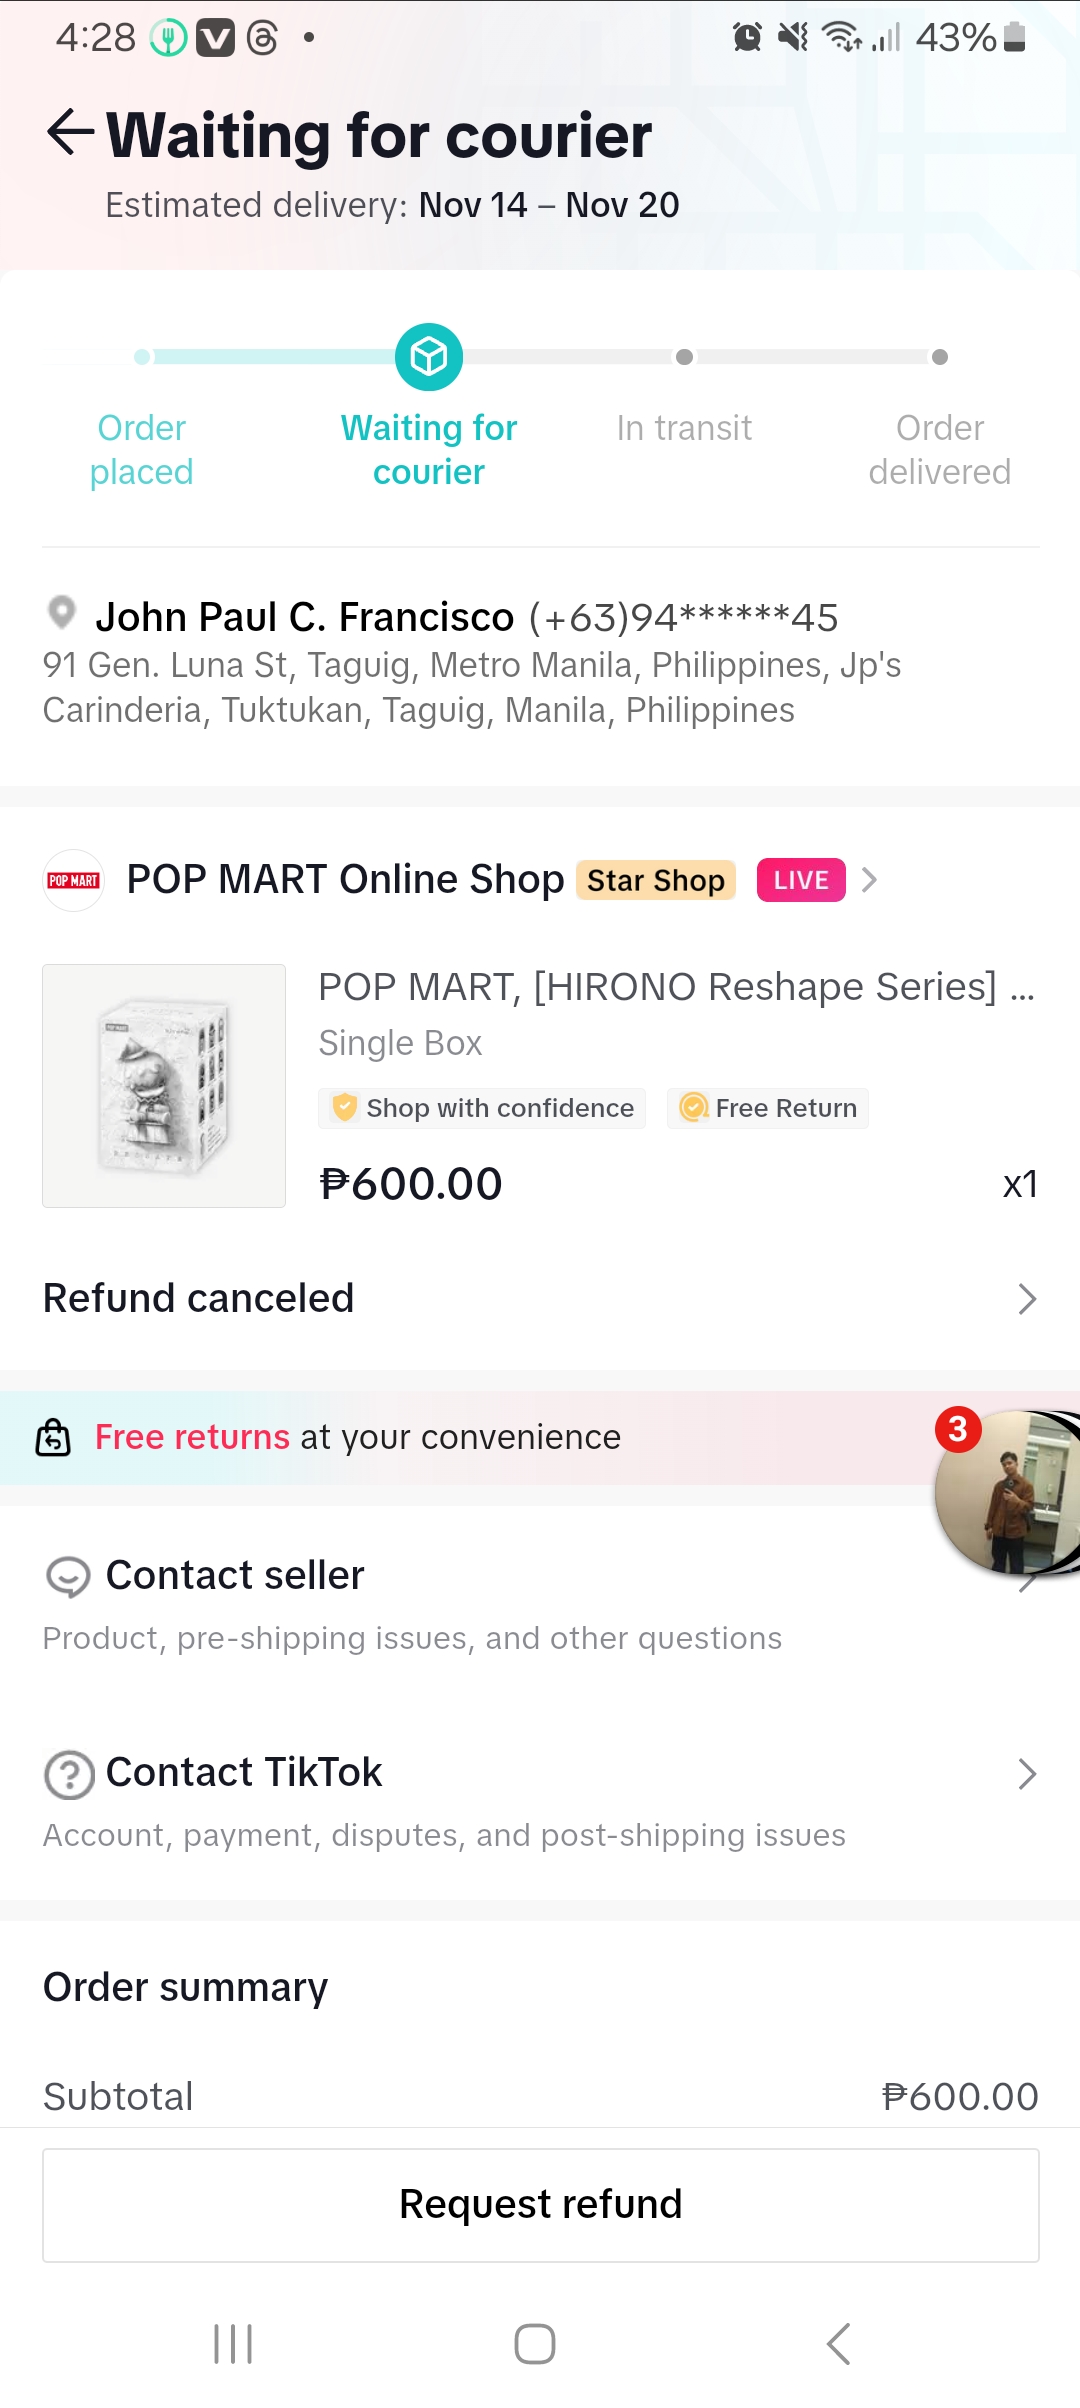 4:28
43%
Waiting for courier
Estimated delivery: Nov 14 – Nov 20
Order placed
Waiting for courier
In transit
Order delivered
John Paul C. Francisco (+63)94******45
91 Gen. Luna St, Taguig, Metro Manila, Philippines, Jp's
Carinderia, Tuktukan, Taguig, Manila, Philippines
POP MART
POP MART Online Shop Star Shop LIVE
POP MART, [HIRONO Reshape Series] ...
Single Box
Shop with confidence
Free Return
₱600.00
x1
Refund canceled
Free returns at your convenience
3
Contact seller
Product, pre-shipping issues, and other questions
Contact TikTok
Account, payment, disputes, and post-shipping issues
Order summary
Subtotal
₱600.00
Request refund